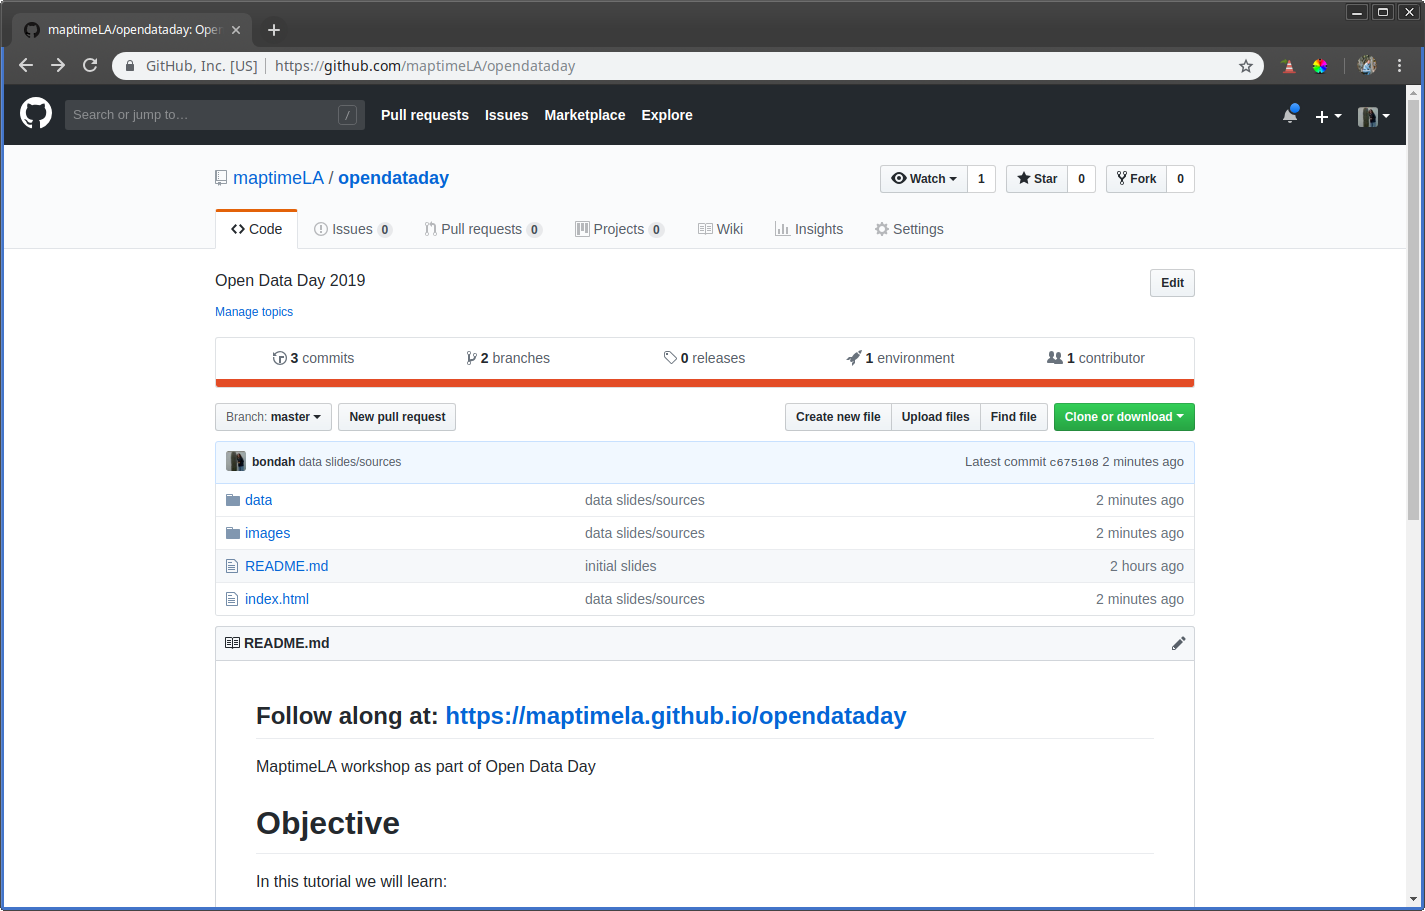 maptimeLA/opendataday: Open
GitHub, Inc. [US] | https://github.com/maptimeLA/opendataday
Search or jump to… / Pull requests Issues Marketplace Explore
maptimeLA / opendataday Watch 1 Star 0 Fork 0
Code Issues 0 Pull requests 0 Projects 0 Wiki Insights Settings
Open Data Day 2019 Edit
Manage topics
3 commits 2 branches 0 releases 1 environment 1 contributor
Branch: master New pull request Create new file Upload files Find file Clone or download
bondah data slides/sources Latest commit c675108 2 minutes ago
data data slides/sources 2 minutes ago
images data slides/sources 2 minutes ago
README.md initial slides 2 hours ago
index.html data slides/sources 2 minutes ago
README.md
Follow along at: https://maptimela.github.io/opendataday
MaptimeLA workshop as part of Open Data Day
Objective
In this tutorial we will learn: